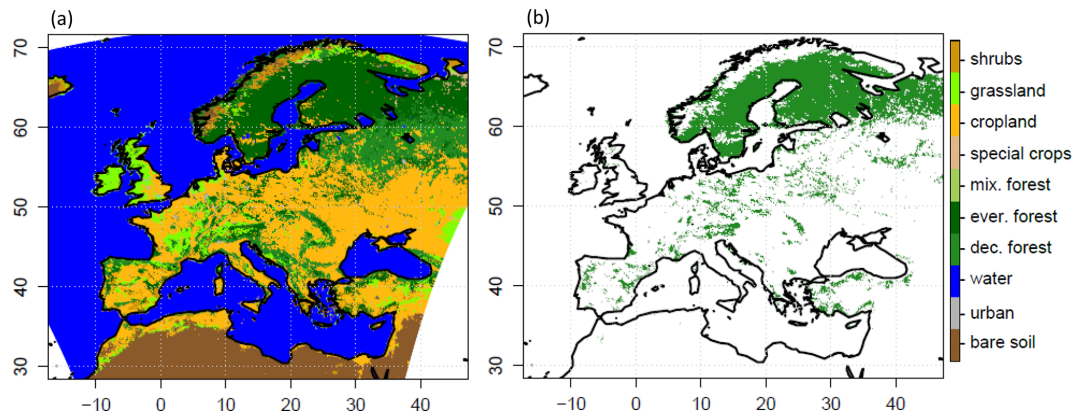 (a)
(b)
70
60
50
40
30
−10 0 10 20 30 40
70
60
50
40
30
−10 0 10 20 30 40
shrubs
grassland
cropland
special crops
mix. forest
ever. forest
dec. forest
water
urban
bare soil